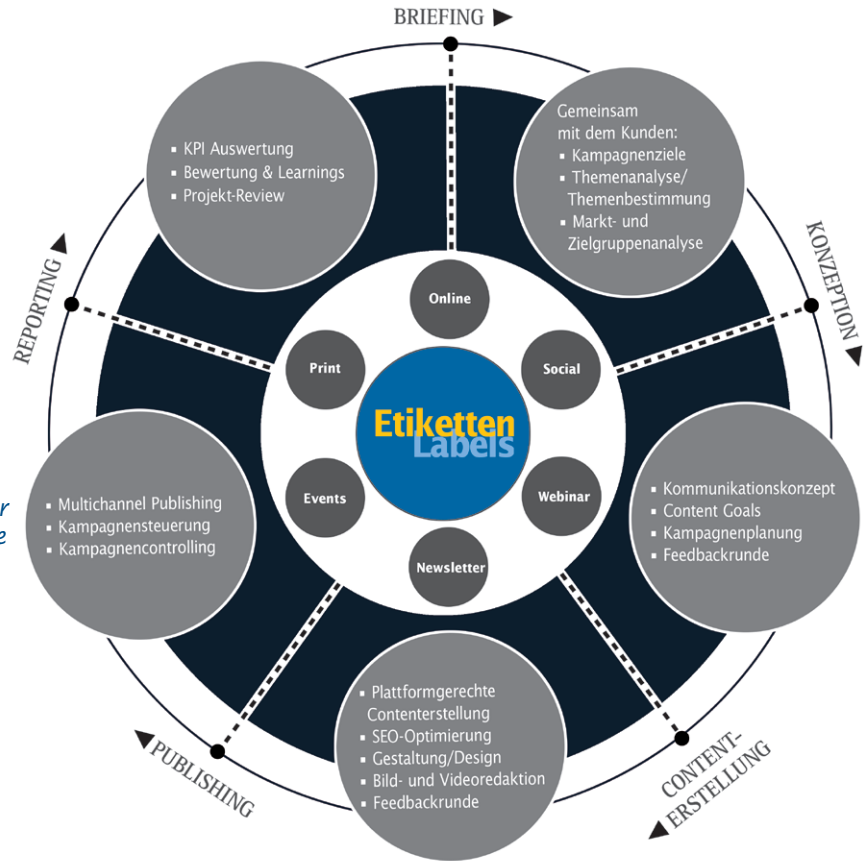 BRIEFING ▶
Gemeinsam
mit dem Kunden:
▪ Kampagnenziele
▪ Themenanalyse/
Themenbestimmung
▪ Markt- und
Zielgruppenanalyse
KONZEPTION ▶
▪ Kommunikationskonzept
▪ Content Goals
▪ Kampagnenplanung
▪ Feedbackrunde
CONTENT-
ERSTELLUNG ▶
▪ Plattformgerechte
Contenterstellung
▪ SEO-Optimierung
▪ Gestaltung/Design
▪ Bild- und Videoredaktion
▪ Feedbackrunde
PUBLISHING ▶
▪ Multichannel Publishing
▪ Kampagnensteuerung
▪ Kampagnencontrolling
REPORTING ▶
▪ KPI Auswertung
▪ Bewertung & Learnings
▪ Projekt-Review
Online
Social
Webinar
Newsletter
Events
Print
Etiketten
Labels